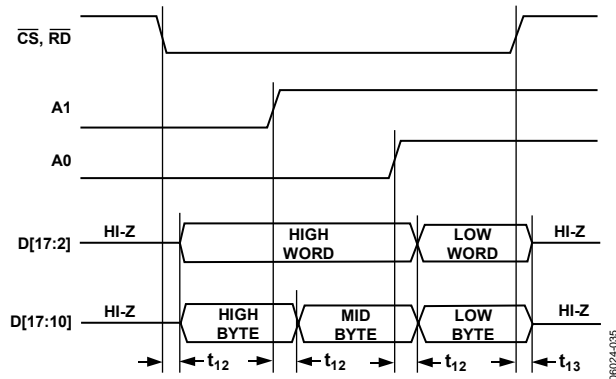 CS, RD
A1
A0
D[17:2] HI-Z HIGH WORD LOW WORD HI-Z
D[17:10] HI-Z HIGH BYTE MID BYTE LOW BYTE HI-Z
t12 t12 t12 t13
06024-035